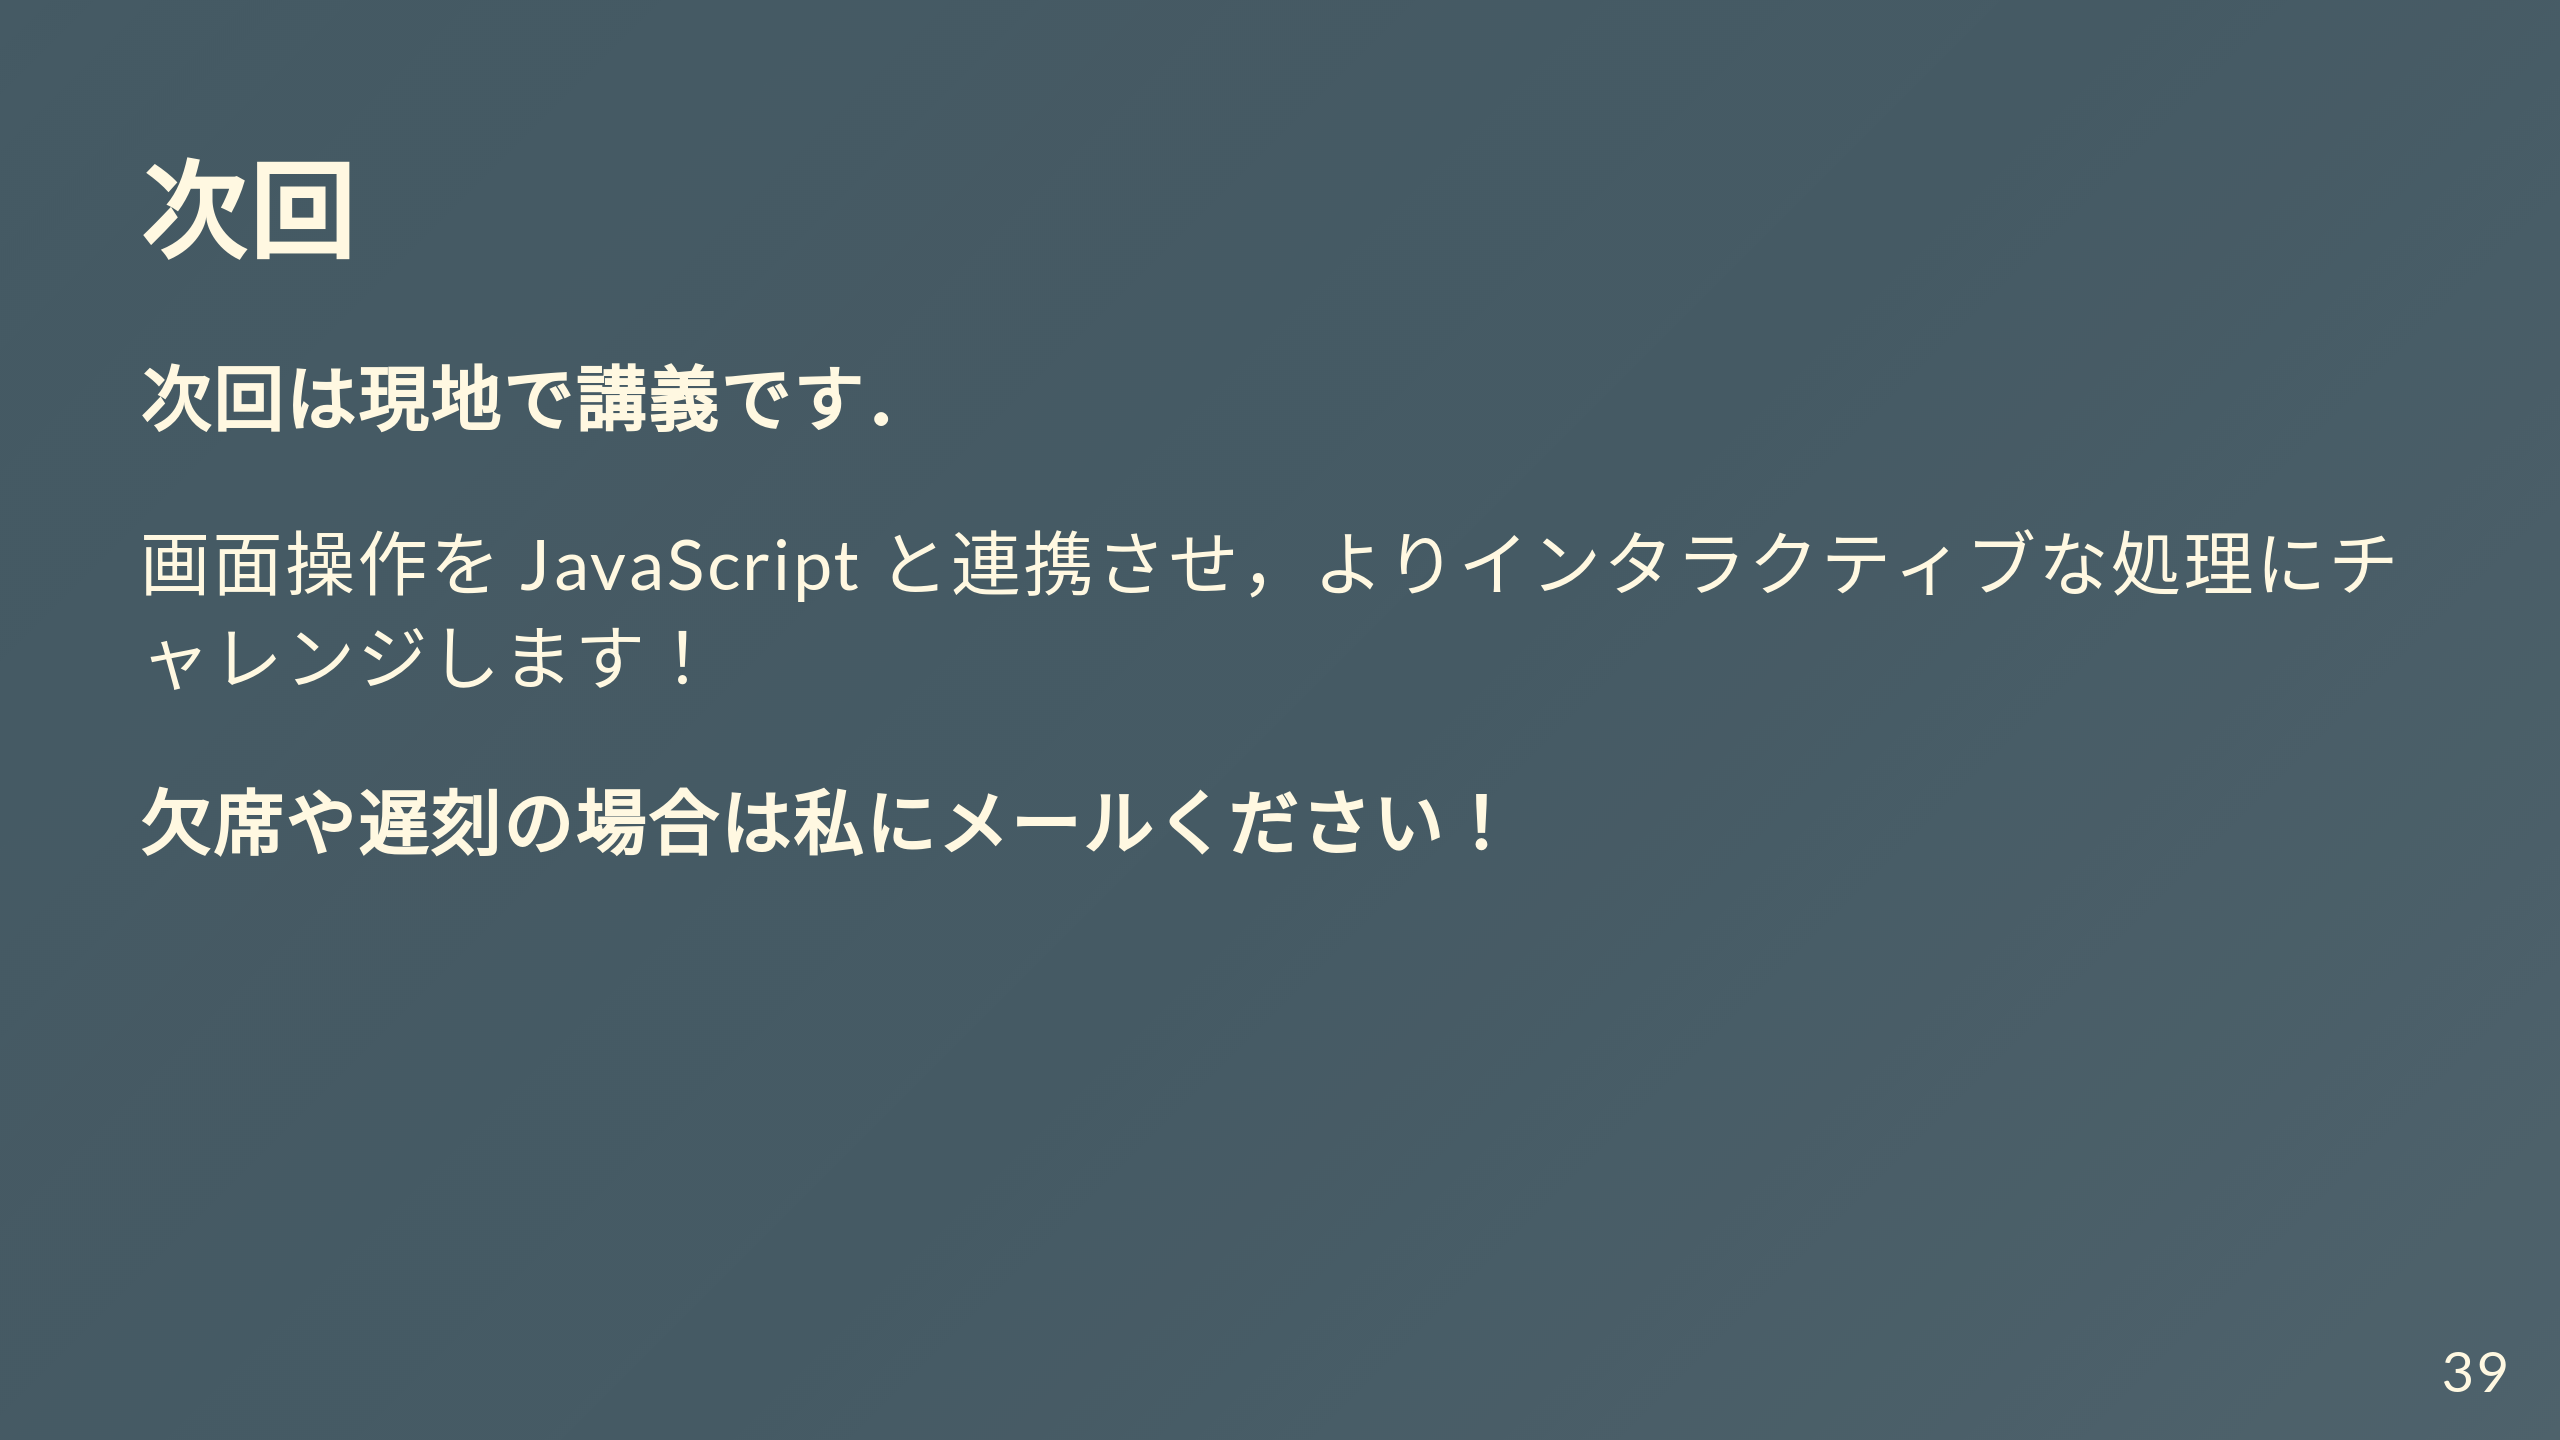 次回
次回は現地で講義です．
画面操作を JavaScript と連携させ，よりインタラクティブな処理にチ
ャレンジします！
欠席や遅刻の場合は私にメールください！
39